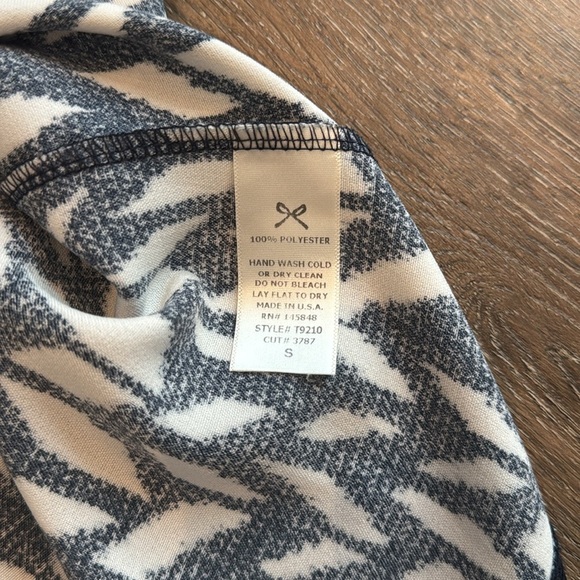 100% POLYESTER
HAND WASH COLD
OR DRY CLEAN
DO NOT BLEACH
LAY FLAT TO DRY
MADE IN U.S.A.
RN# 145848
STYLE# T9210
CUT# 3787
S